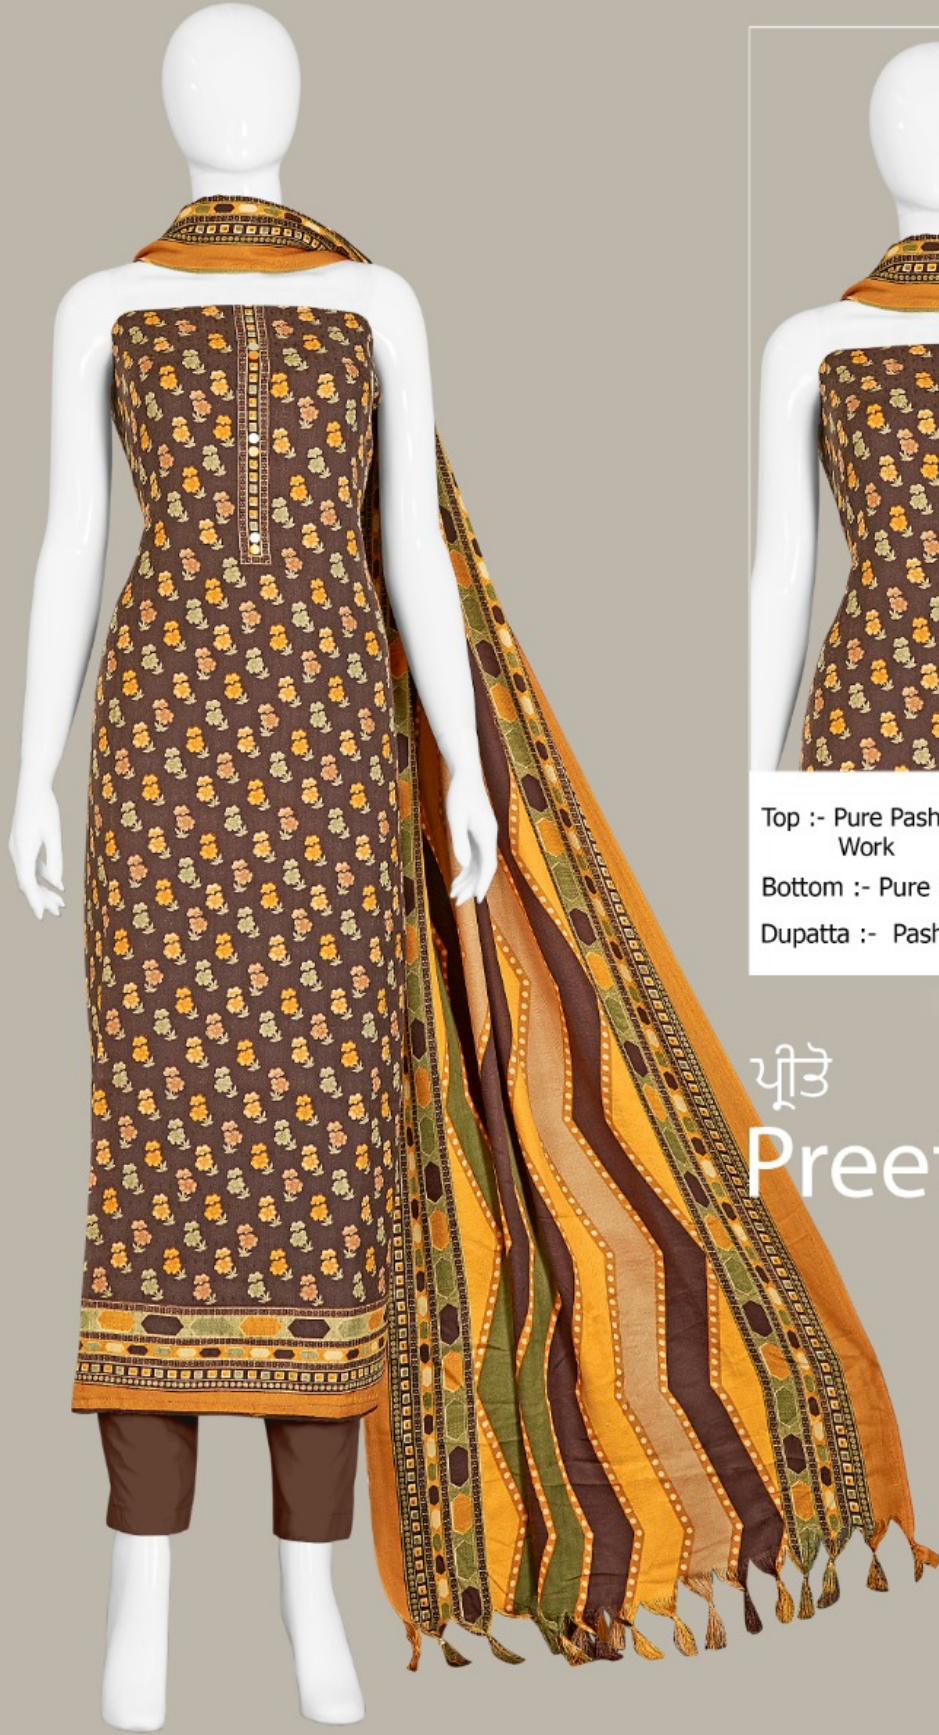 Top :- Pure Pash
Work
Bottom :- Pure
Dupatta :- Pash
ਪ੍ਰੀਤੋ
Preet